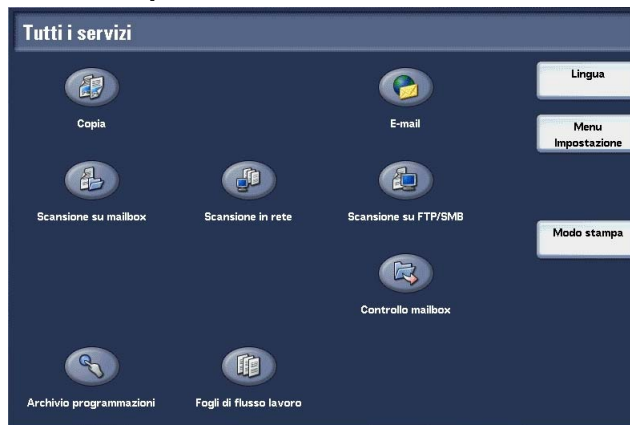 Tutti i servizi
Lingua
Copia
E-mail
Menu
Impostazione
Scansione su mailbox
Scansione in rete
Scansione su FTP/SMB
Modo stampa
Controllo mailbox
Archivio programmazioni
Fogli di flusso lavoro